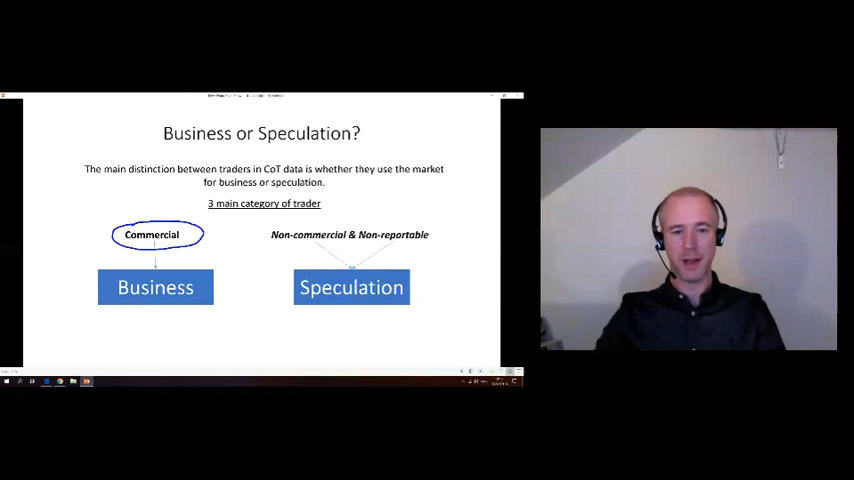 Business or Speculation?
The main distinction between traders in CoT data is whether they use the market
for business or speculation.
3 main category of trader
Commercial
Non-commercial & Non-reportable
Business
Speculation